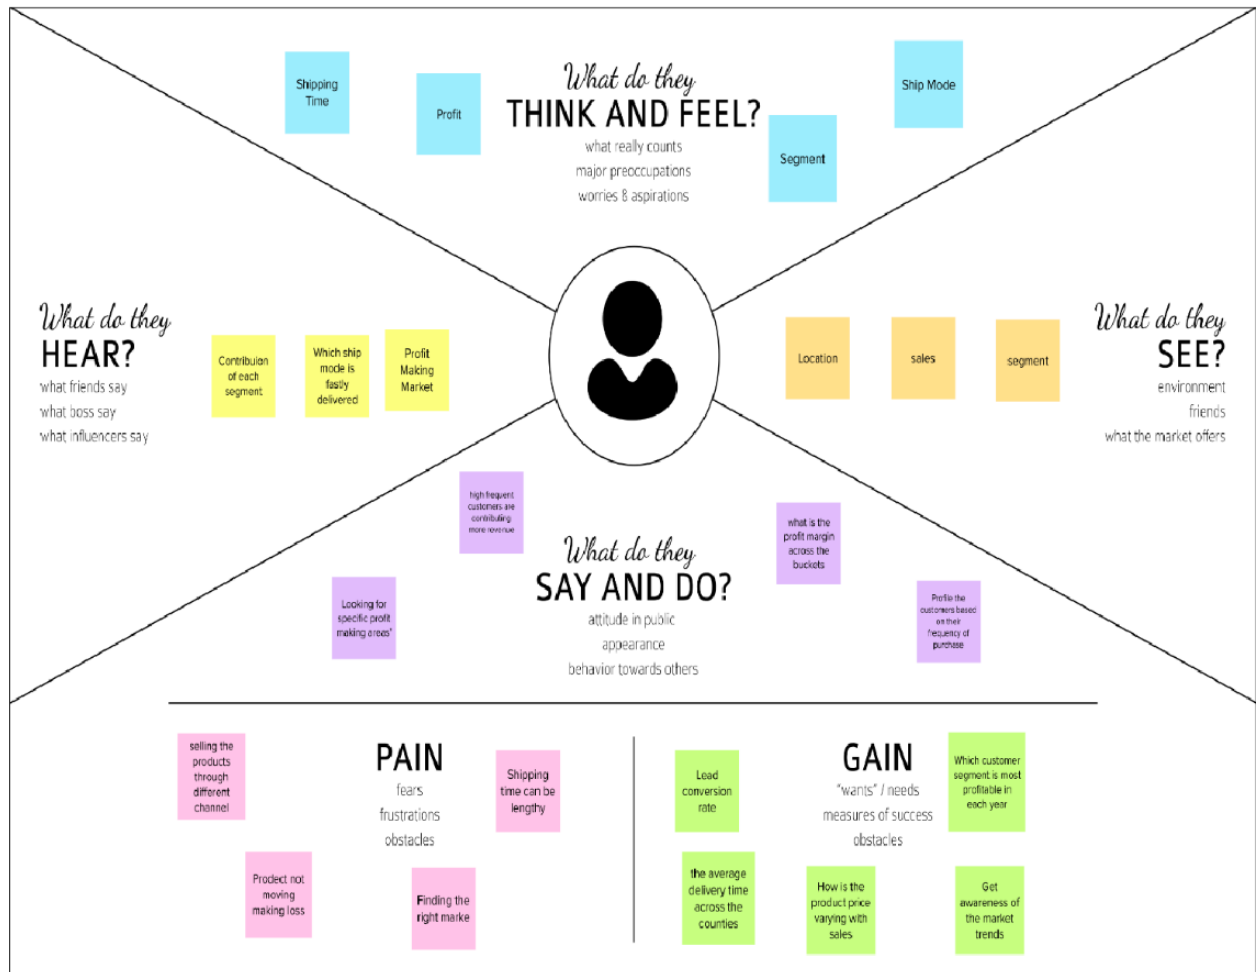 What do they
THINK AND FEEL?
what really counts
major preoccupations
worries & aspirations
Shipping
Time
Profit
Segment
Ship Mode
What do they
HEAR?
what friends say
what boss say
what influencers say
Contribuion
of each
segment
Which ship
mode is
fastly
delivered
Profit
Making
Market
Location
sales
segment
What do they
SEE?
environment
friends
what the market offers
high frequent
customers are
contributing
more revenue
Looking for
specific profit
making areas'
What do they
SAY AND DO?
attitude in public
appearance
behavior towards others
what is the
profit margin
across the
buckets
Profile the
customers based
on their
frequency of
purchase
selling the
products
through
different
channel
PAIN
fears
frustrations
obstacles
Shipping
time can be
lengthy
Prodect not
moving
making loss
Finding the
right marke
Lead
conversion
rate
GAIN
"wants" / needs
measures of success
obstacles
Which customer
segment is most
profitable in
each year
the average
delivery time
across the
counties
How is the
product price
varying with
sales
Get
awareness of
the market
trends